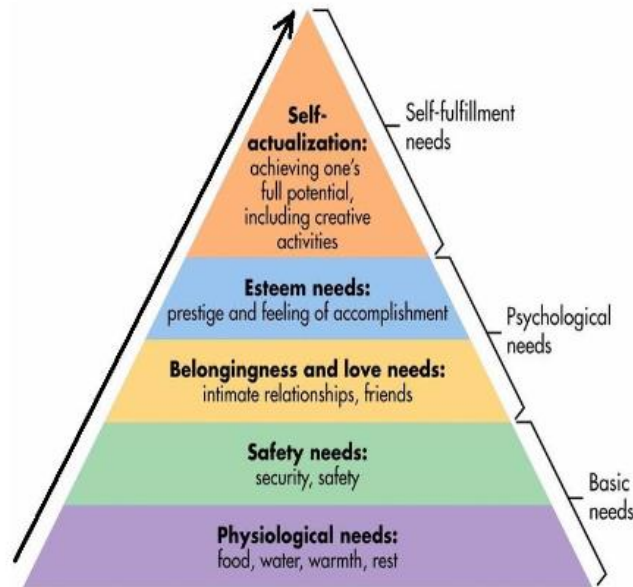 Self-
actualization:
achieving one's
full potential,
including creative
activities
Self-fulfillment
needs
Esteem needs:
prestige and feeling of accomplishment
Psychological
needs
Belongingness and love needs:
intimate relationships, friends
Safety needs:
security, safety
Basic
needs
Physiological needs:
food, water, warmth, rest